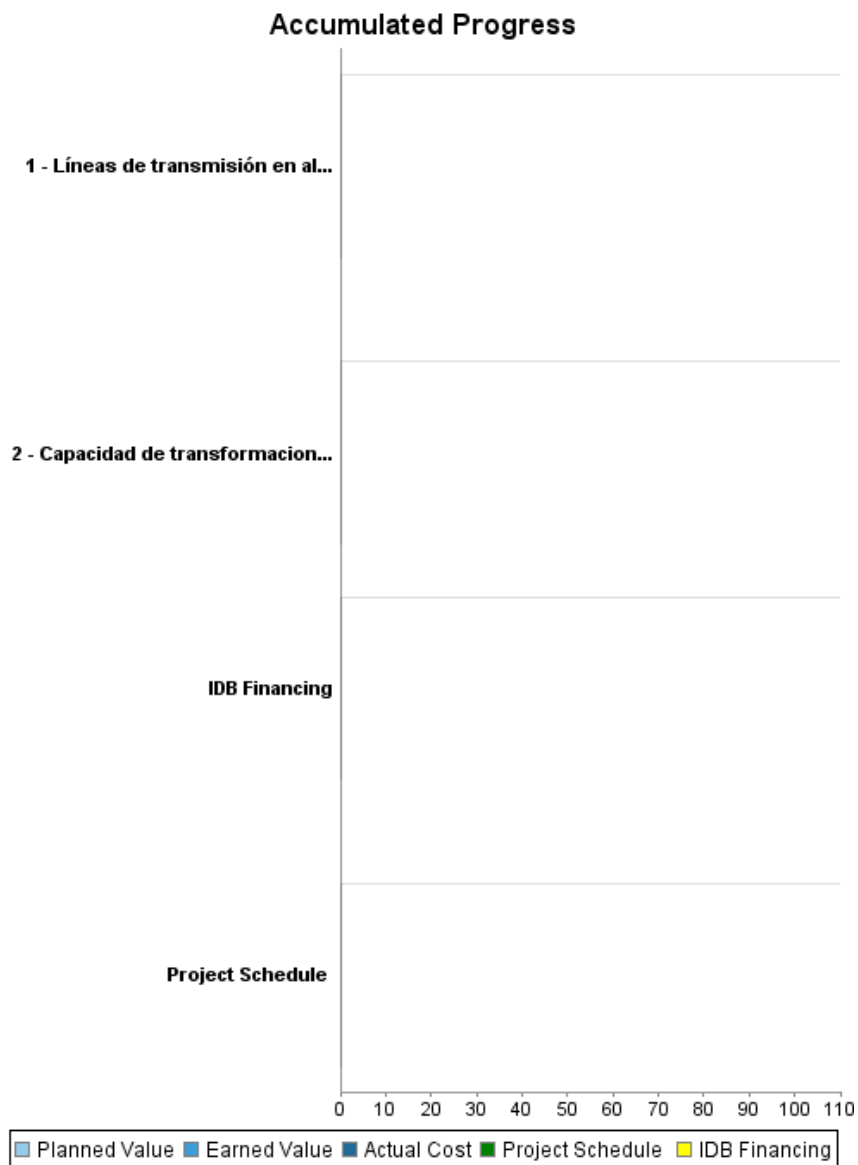 Accumulated Progress
1 - Líneas de transmisión en al...
2 - Capacidad de transformacion...
IDB Financing
Project Schedule
0 10 20 30 40 50 60 70 80 90 100 110
Planned Value Earned Value Actual Cost Project Schedule IDB Financing